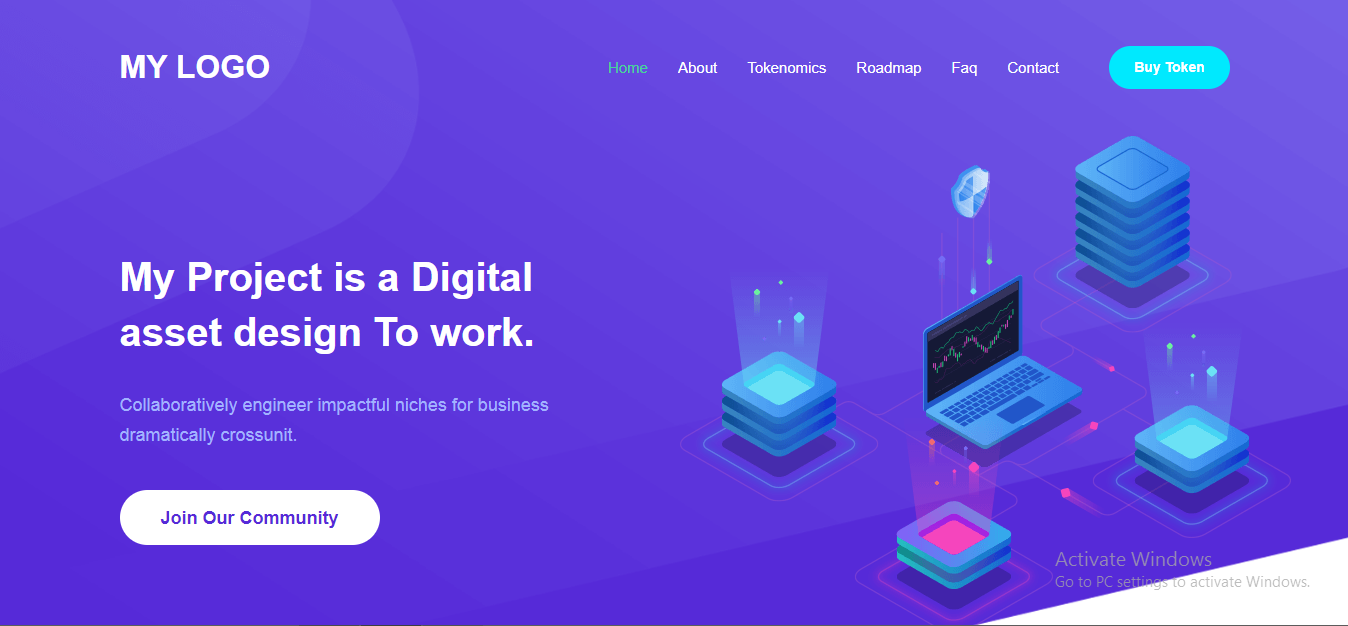 MY LOGO
Home About Tokenomics Roadmap Faq Contact Buy Token
My Project is a Digital
asset design To work.
Collaboratively engineer impactful niches for business
dramatically crossunit.
Join Our Community
Activate Windows
Go to PC settings to activate Windows.